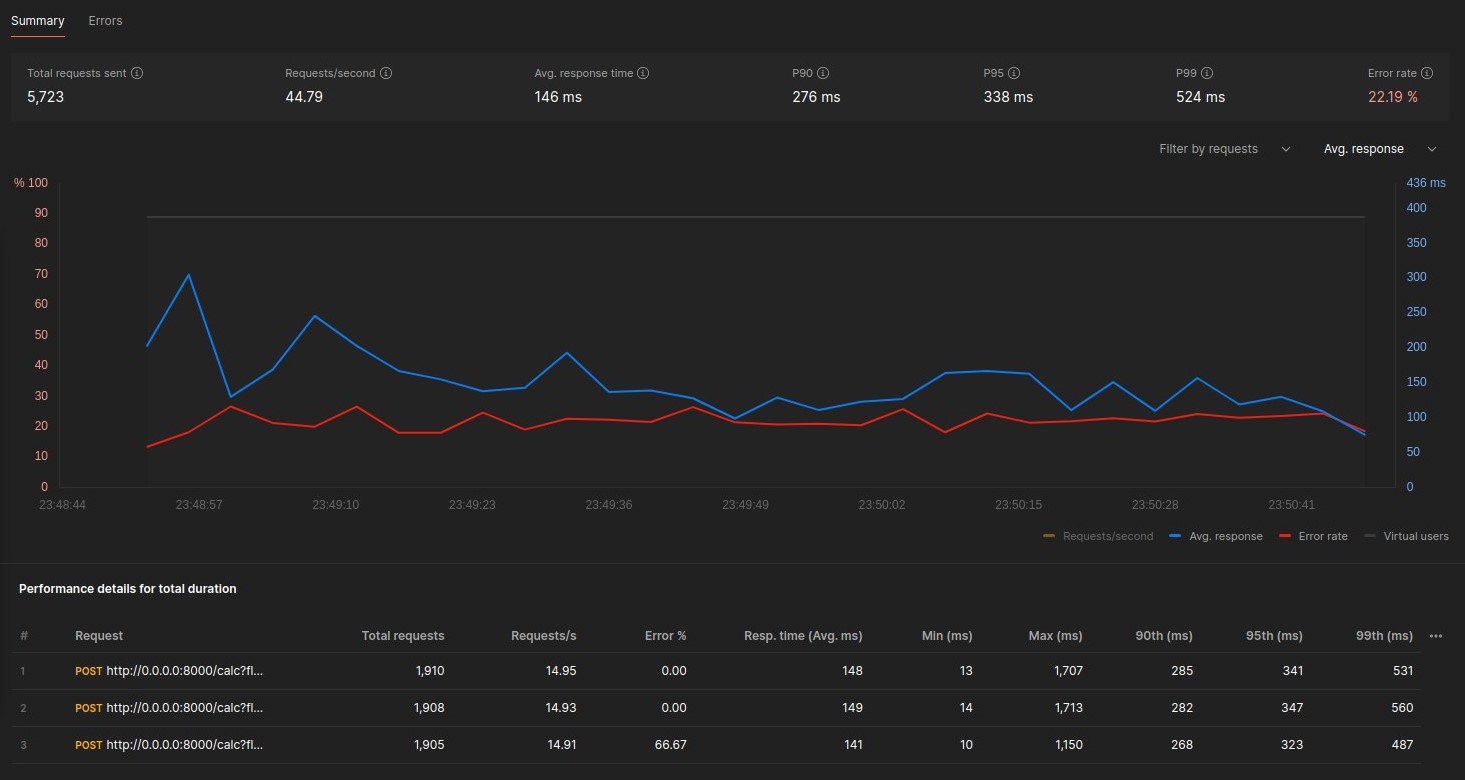 Summary Errors
Total requests sent Requests/second Avg. response time P90 P95 P99 Error rate
5,723 44.79 146 ms 276 ms 338 ms 524 ms 22.19 %
Filter by requests Avg. response
% 100 436 ms
90 400
80 350
70 300
60 250
50 200
40 150
30 100
20 50
10
0 0
23:48:44 23:48:57 23:49:10 23:49:23 23:49:36 23:49:49 23:50:02 23:50:15 23:50:28 23:50:41
Requests/second Avg. response Error rate Virtual users
Performance details for total duration
# Request Total requests Requests/s Error % Resp. time (Avg. ms) Min (ms) Max (ms) 90th (ms) 95th (ms) 99th (ms) ...
1 POST http://0.0.0.0:8000/calc?fl... 1,910 14.95 0.00 148 13 1,707 285 341 531
2 POST http://0.0.0.0:8000/calc?fl... 1,908 14.93 0.00 149 14 1,713 282 347 560
3 POST http://0.0.0.0:8000/calc?fl... 1,905 14.91 66.67 141 10 1,150 268 323 487